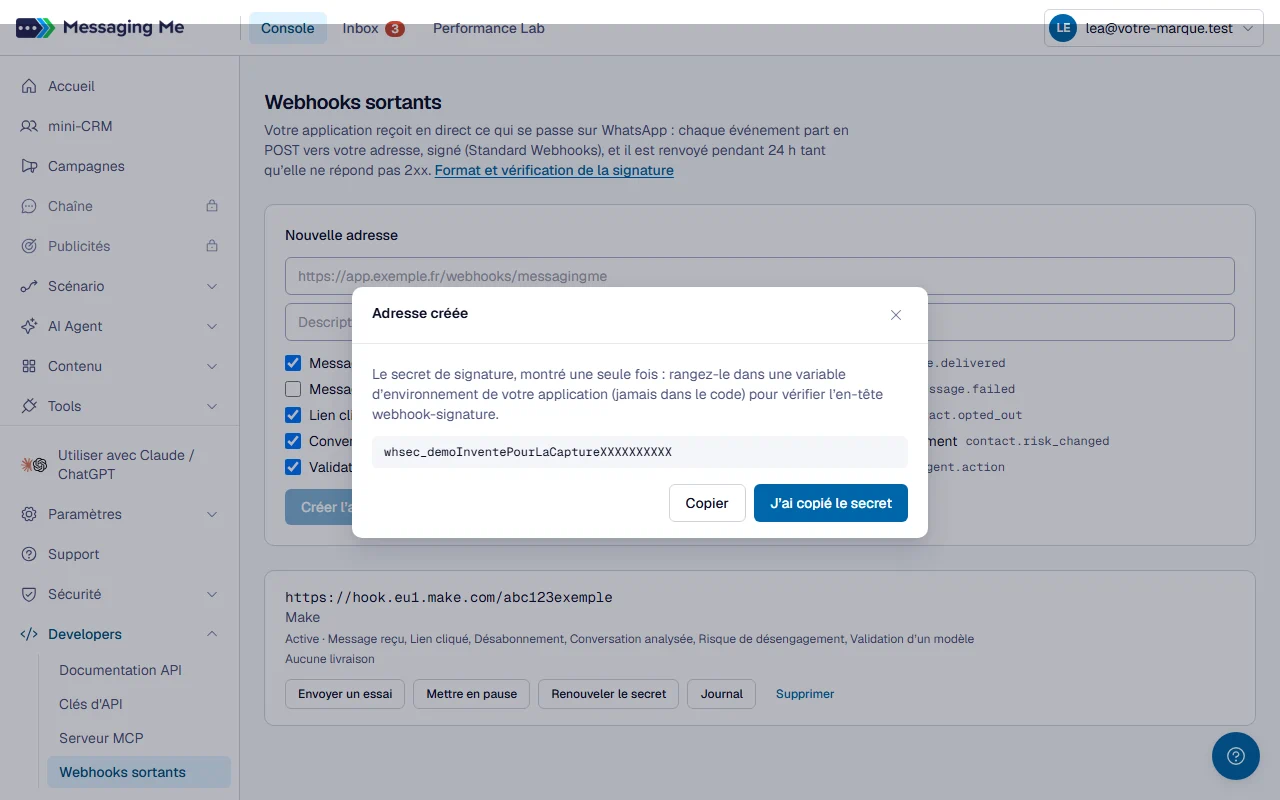 Messaging Me
Console
Inbox 3
Performance Lab
LE lea@votre-marque.test
Accueil
mini-CRM
Campagnes
Chaîne
Publicités
Scénario
AI Agent
Contenu
Tools
Utiliser avec Claude /
ChatGPT
Paramètres
Support
Sécurité
Developers
Documentation API
Clés d'API
Serveur MCP
Webhooks sortants
Webhooks sortants
Votre application reçoit en direct ce qui se passe sur WhatsApp : chaque événement part en
POST vers votre adresse, signé (Standard Webhooks), et il est renvoyé pendant 24 h tant
qu'elle ne répond pas 2xx. Format et vérification de la signature
Nouvelle adresse
https://app.exemple.fr/webhooks/messagingme
Descript
Messa
e.delivered
Messa
ssage.failed
Lien cli
act.opted_out
Conver
ment contact.risk_changed
Validat
gent.action
Créer l'a
Adresse créée
Le secret de signature, montré une seule fois : rangez-le dans une variable
d'environnement de votre application (jamais dans le code) pour vérifier l'en-tête
webhook-signature.
whsec_demoInventePourLaCaptureXXXXXXXXXX
Copier
J'ai copié le secret
https://hook.eu1.make.com/abc123exemple
Make
Active · Message reçu, Lien cliqué, Désabonnement, Conversation analysée, Risque de désengagement, Validation d'un modèle
Aucune livraison
Envoyer un essai
Mettre en pause
Renouveler le secret
Journal
Supprimer